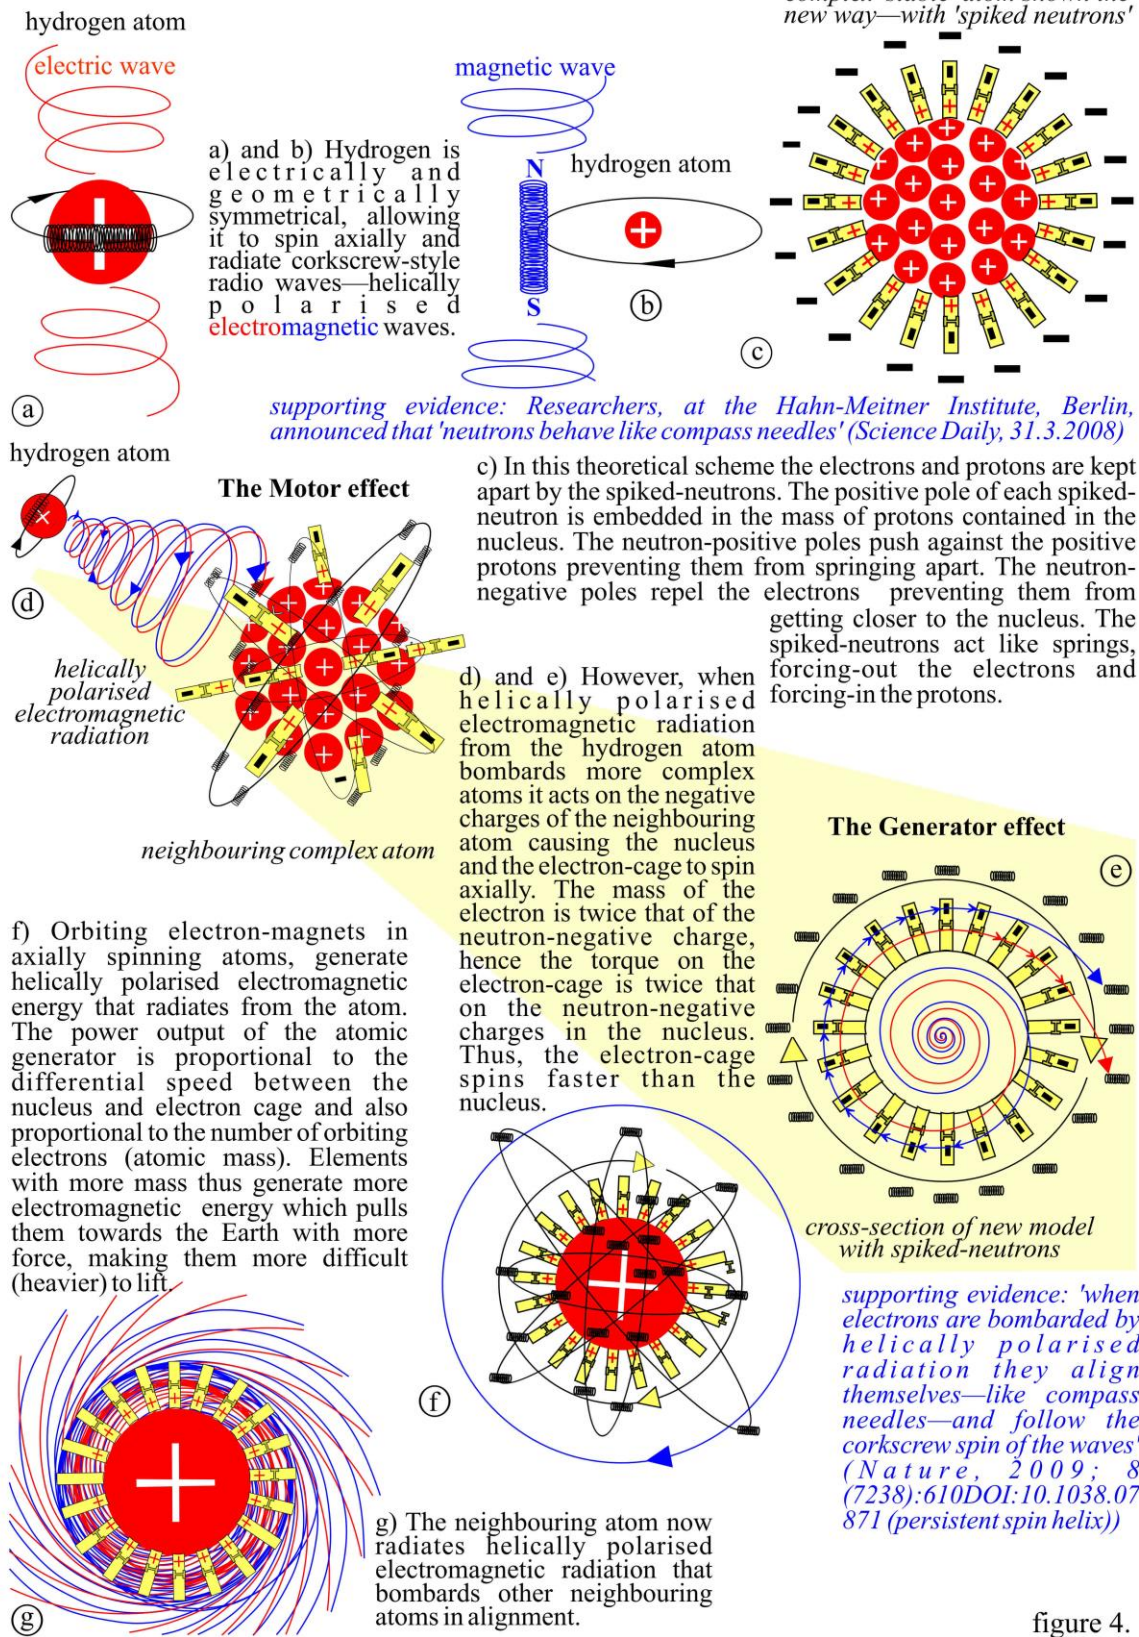 new way—with 'spiked neutrons'
hydrogen atom
electric wave
a
a) and b) Hydrogen is
electrically and
geometrically
symmetrical, allowing
it to spin axially and
radiate corkscrew-style
radio waves—helically
polarised
electromagnetic waves.
magnetic wave
N
hydrogen atom
+
S
b
c
supporting evidence: Researchers, at the Hahn-Meitner Institute, Berlin,
announced that 'neutrons behave like compass needles' (Science Daily, 31.3.2008)
hydrogen atom
The Motor effect
d
helically
polarised
electromagnetic
radiation
neighbouring complex atom
c) In this theoretical scheme the electrons and protons are kept
apart by the spiked-neutrons. The positive pole of each spiked-
neutron is embedded in the mass of protons contained in the
nucleus. The neutron-positive poles push against the positive
protons preventing them from springing apart. The neutron-
negative poles repel the electrons preventing them from
getting closer to the nucleus. The
spiked-neutrons act like springs,
forcing-out the electrons and
forcing-in the protons.
d) and e) However, when
helically polarised
electromagnetic radiation
from the hydrogen atom
bombards more complex
atoms it acts on the negative
charges of the neighbouring
atom causing the nucleus
and the electron-cage to spin
axially. The mass of the
electron is twice that of the
neutron-negative charge,
hence the torque on the
electron-cage is twice that
on the neutron-negative
charges in the nucleus.
Thus, the electron-cage
spins faster than the
nucleus.
The Generator effect
e
cross-section of new model
with spiked-neutrons
f) Orbiting electron-magnets in
axially spinning atoms, generate
helically polarised electromagnetic
energy that radiates from the atom.
The power output of the atomic
generator is proportional to the
differential speed between the
nucleus and electron cage and also
proportional to the number of orbiting
electrons (atomic mass). Elements
with more mass thus generate more
electromagnetic energy which pulls
them towards the Earth with more
force, making them more difficult
(heavier) to lift.
f
supporting evidence: 'when
electrons are bombarded by
helically polarised
radiation they align
themselves—like compass
needles—and follow the
corkscrew spin of the waves'
(Nature, 2009; 8
(7238):610DOI:10.1038.07
871 (persistent spin helix))
g
g) The neighbouring atom now
radiates helically polarised
electromagnetic radiation that
bombards other neighbouring
atoms in alignment.
figure 4.